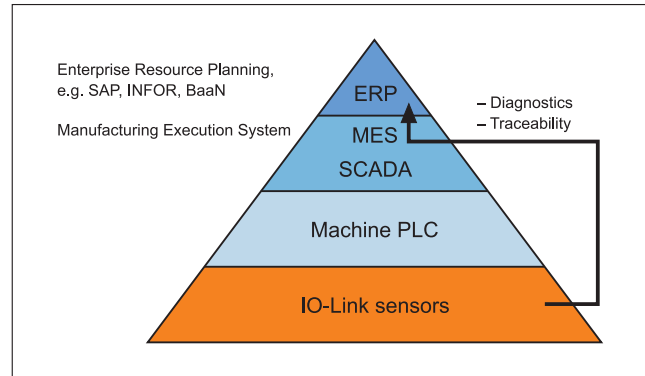 Enterprise Resource Planning,
e.g. SAP, INFOR, BaaN
Manufacturing Execution System
ERP
MES
SCADA
Machine PLC
IO-Link sensors
– Diagnostics
– Traceability